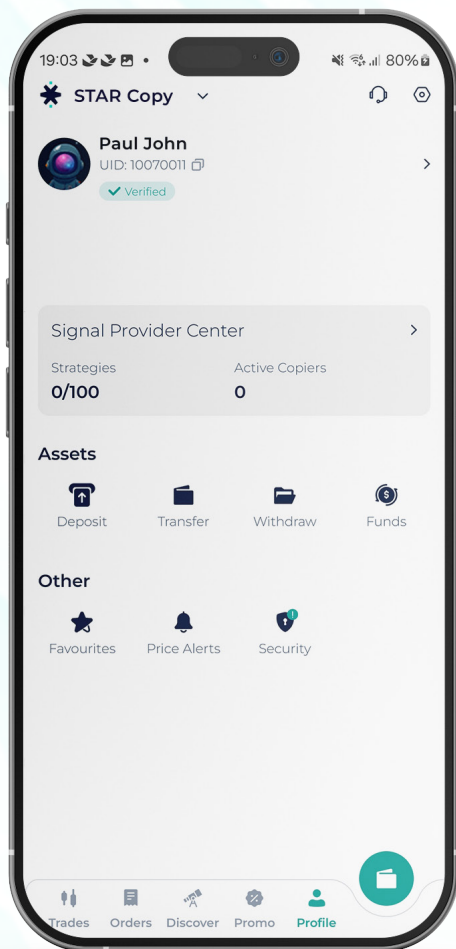 19:03
80%
STAR Copy
Paul John
UID: 10070011
Verified
Signal Provider Center
Strategies
Active Copiers
0/100
0
Assets
Deposit
Transfer
Withdraw
Funds
Other
Favourites
Price Alerts
Security
Trades
Orders
Discover
Promo
Profile